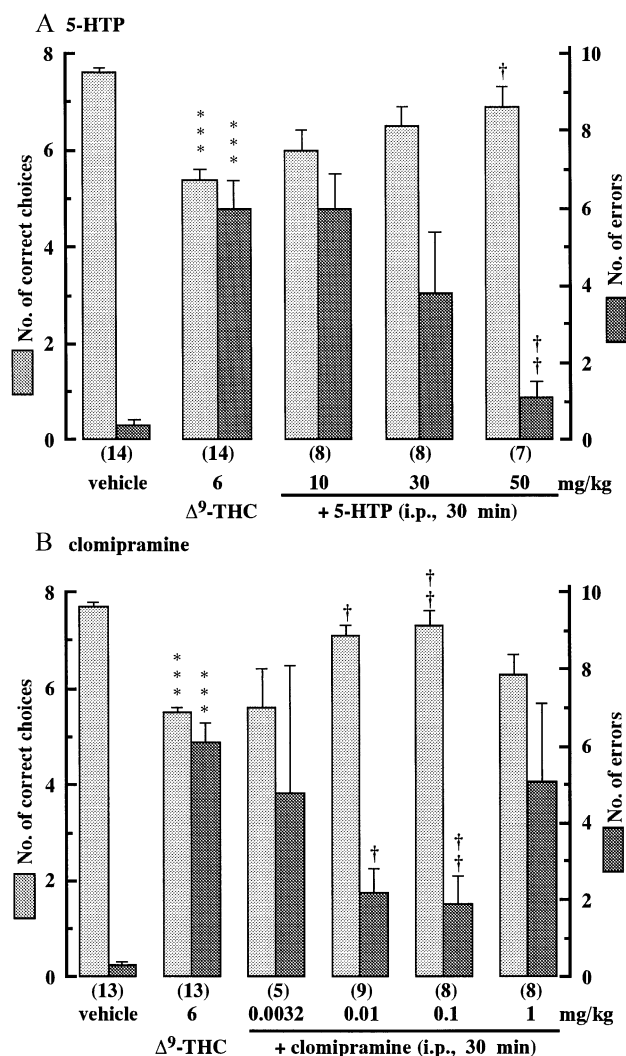 A 5-HTP
8
6
4
2
0
No. of correct choices
10
8
6
4
2
0
No. of errors
***
***
†
††
(14) (14) (8) (8) (7)
vehicle 6 10 30 50 mg/kg
Δ⁹-THC + 5-HTP (i.p., 30 min)
B clomipramine
8
6
4
2
0
No. of correct choices
10
8
6
4
2
0
No. of errors
***
***
†
†
††
††
(13) (13) (5) (9) (8) (8)
vehicle 6 0.0032 0.01 0.1 1 mg/kg
Δ⁹-THC + clomipramine (i.p., 30 min)